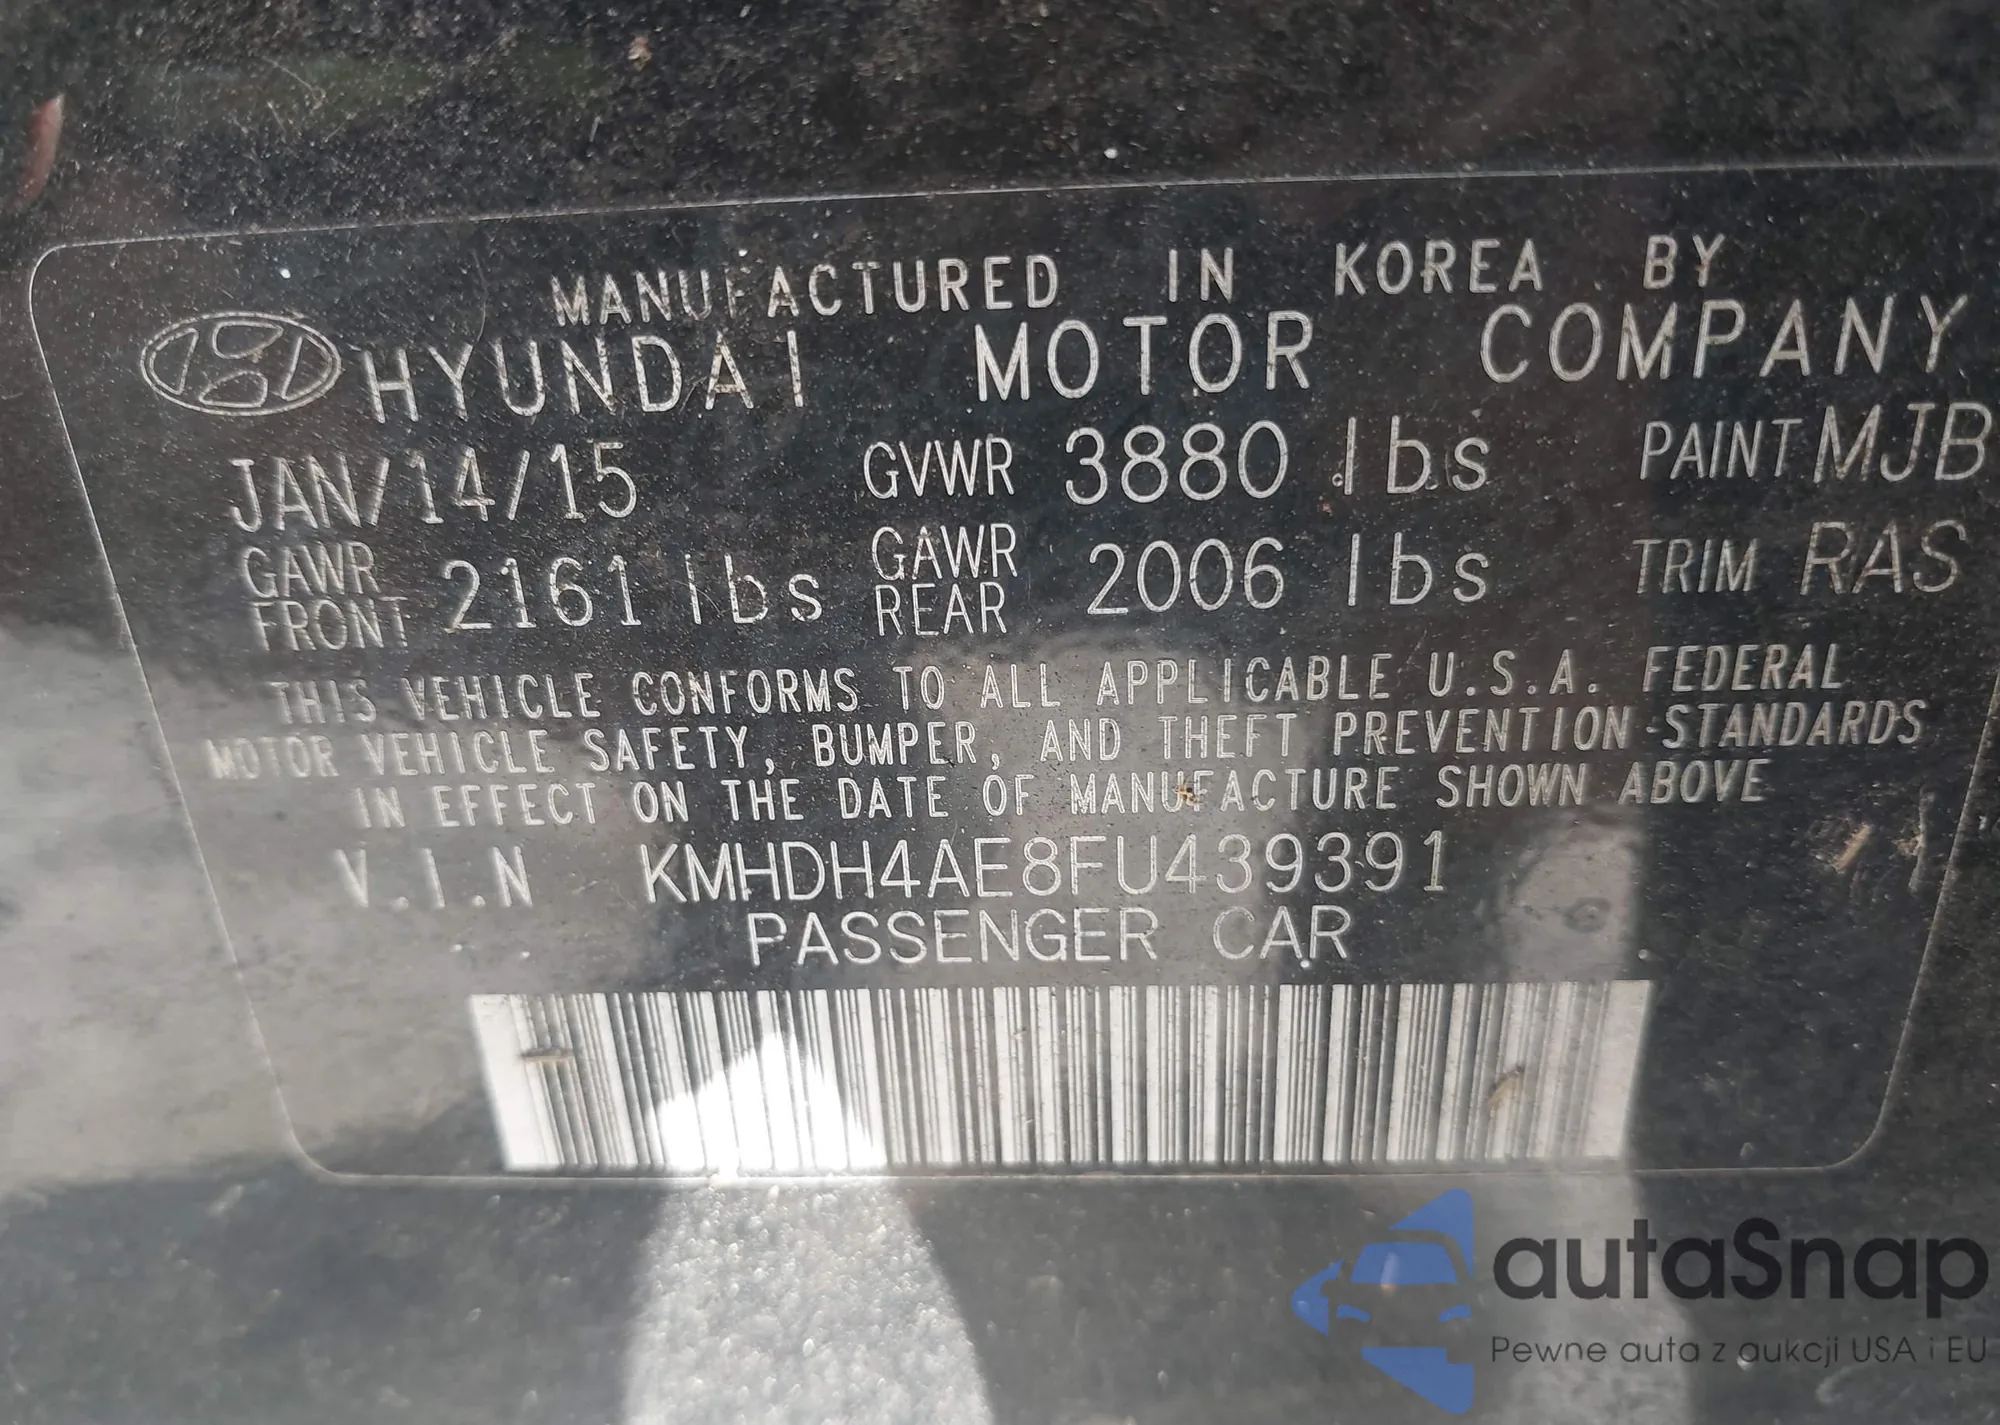 MANUFACTURED IN KOREA BY
HYUNDAI MOTOR COMPANY
JAN/14/15 GVWR 3880 lbs PAINT MJB
GAWR FRONT 2161 lbs GAWR REAR 2006 lbs TRIM RAS
THIS VEHICLE CONFORMS TO ALL APPLICABLE U.S.A. FEDERAL
MOTOR VEHICLE SAFETY, BUMPER, AND THEFT PREVENTION STANDARDS
IN EFFECT ON THE DATE OF MANUFACTURE SHOWN ABOVE
V.I.N KMHDH4AE8FU439391
PASSENGER CAR
autaSnap
Pewne auta z aukcji USA i EU